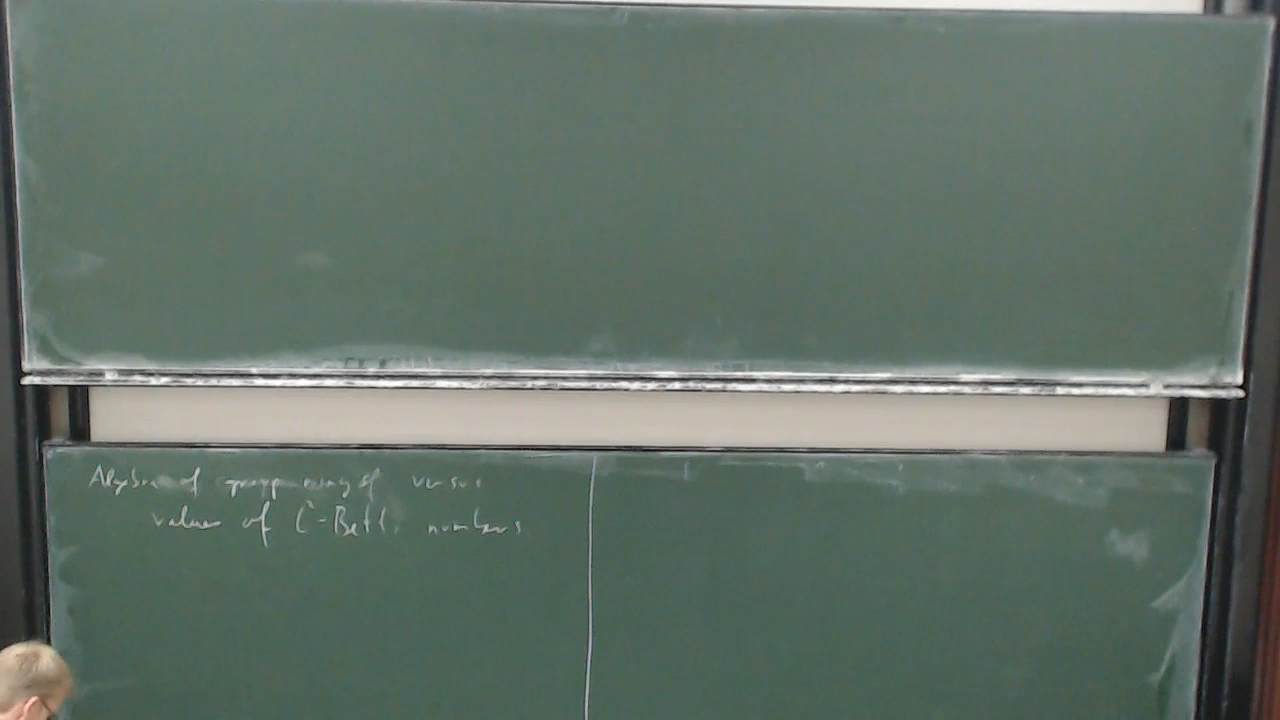 Algebra of group rings of versus
values of L²-Betti numbers